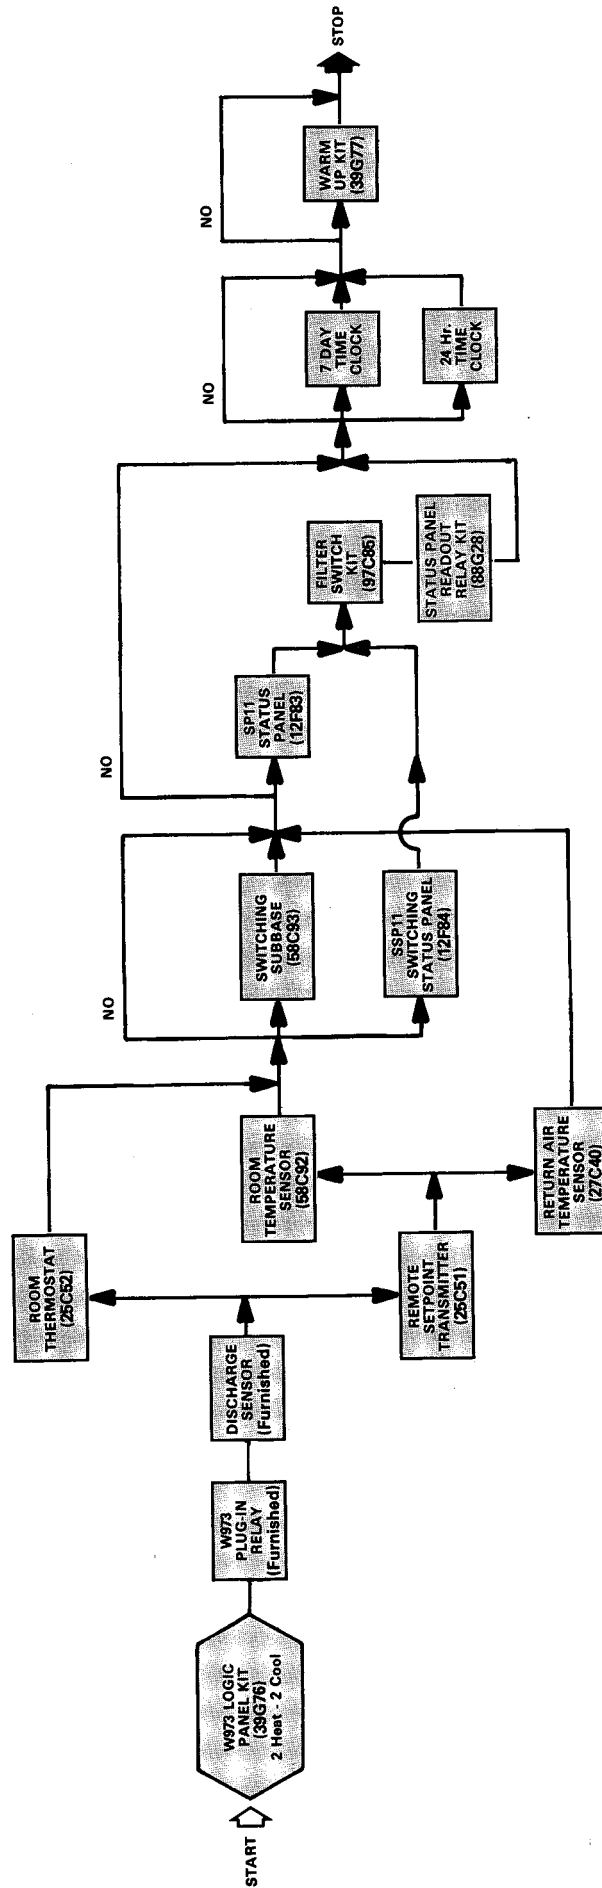 START
W973 LOGIC
PANEL KIT
(39G76)
2 Heat - 2 Cool
W973
PLUG-IN
RELAY
(Furnished)
DISCHARGE
SENSOR
(Furnished)
ROOM
THERMOSTAT
(25C52)
REMOTE
SETPOINT
TRANSMITTER
(25C51)
ROOM
TEMPERATURE
SENSOR
(58C92)
RETURN AIR
TEMPERATURE
SENSOR
(27C40)
NO
SWITCHING
SUBBASE
(58C93)
SSP11
SWITCHING
STATUS PANEL
(12F84)
NO
SP11
STATUS
PANEL
(12F83)
FILTER
SWITCH
KIT
(97C85)
STATUS PANEL
READOUT
RELAY KIT
(88G28)
NO
7 DAY
TIME
CLOCK
24 Hr.
TIME
CLOCK
NO
WARM
UP KIT
(39G77)
STOP